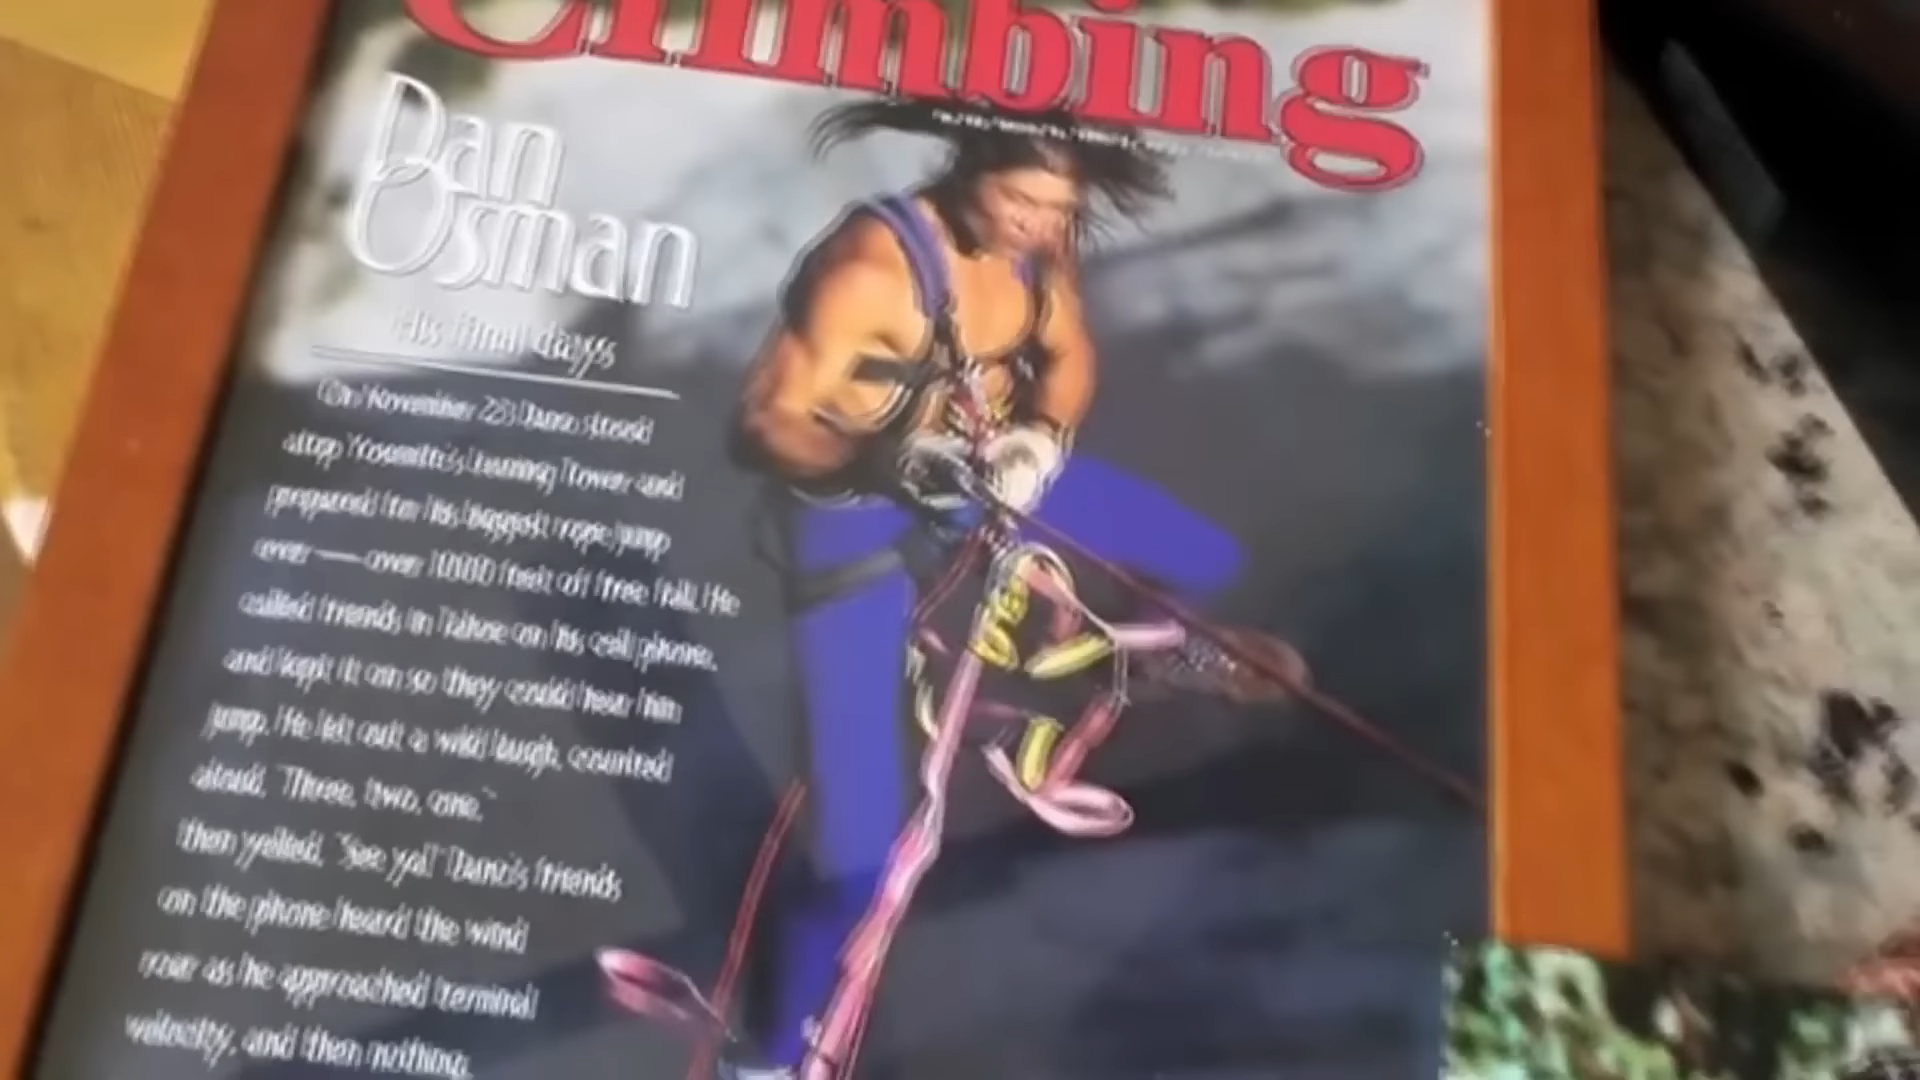 Climbing
Dan
Osman
His final days
On November 23, Dano stood
atop Yosemite's Leaning Tower and
prepared for his biggest rope jump
ever — over 1000 feet of free fall. He
called friends in Tahoe on his cell phone,
and kept it on so they could hear him
jump. He let out a wild laugh, counted
aloud, "Three, two, one,"
then yelled, "See ya!" Dano's friends
on the phone heard the wind
roar as he approached terminal
velocity, and then nothing.